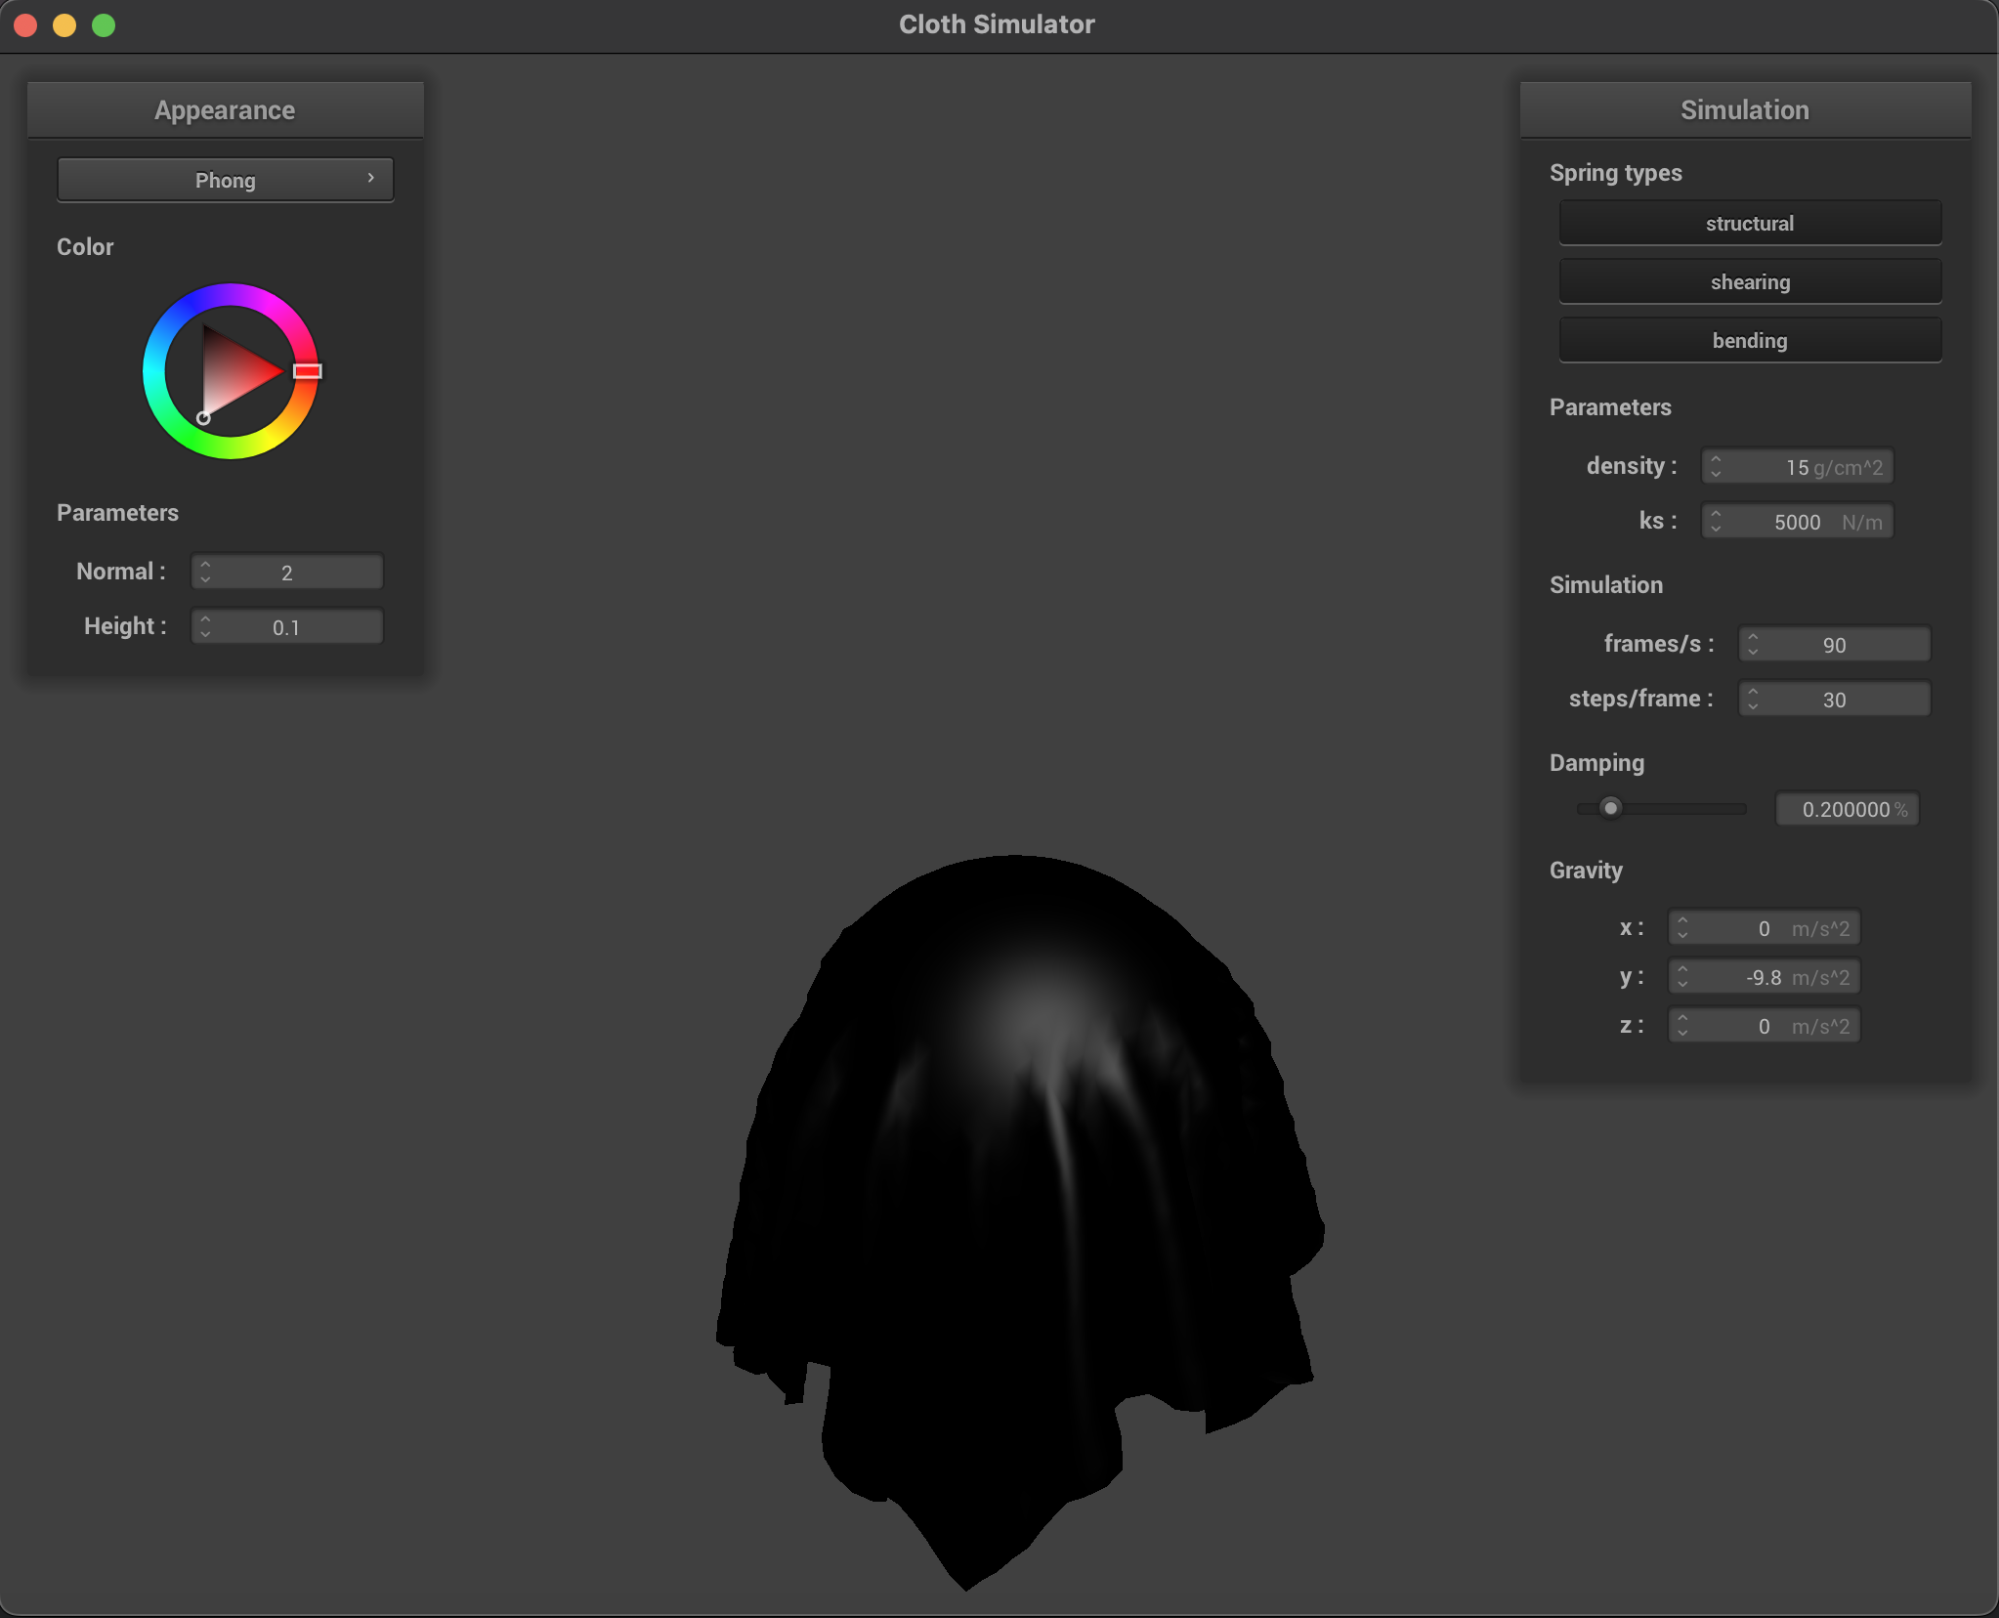 Cloth Simulator
Appearance
Phong
Color
Parameters
Normal : 2
Height : 0.1
Simulation
Spring types
structural
shearing
bending
Parameters
density : 15 g/cm^2
ks : 5000 N/m
Simulation
frames/s : 90
steps/frame : 30
Damping
0.200000 %
Gravity
x : 0 m/s^2
y : -9.8 m/s^2
z : 0 m/s^2